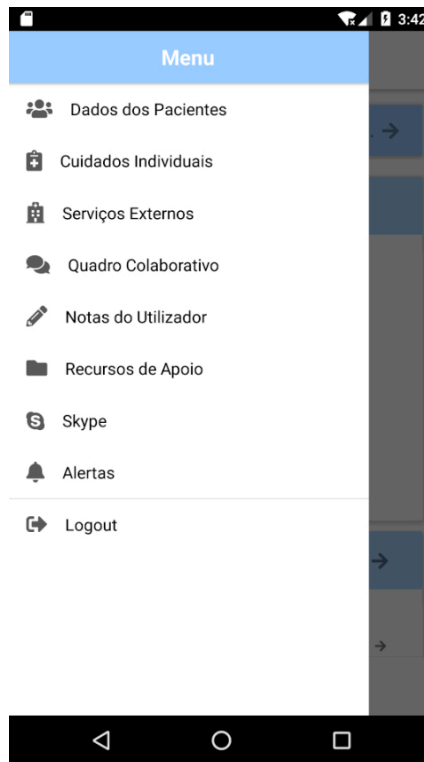 3:42
Menu
Dados dos Pacientes
Cuidados Individuais
Serviços Externos
Quadro Colaborativo
Notas do Utilizador
Recursos de Apoio
Skype
Alertas
Logout